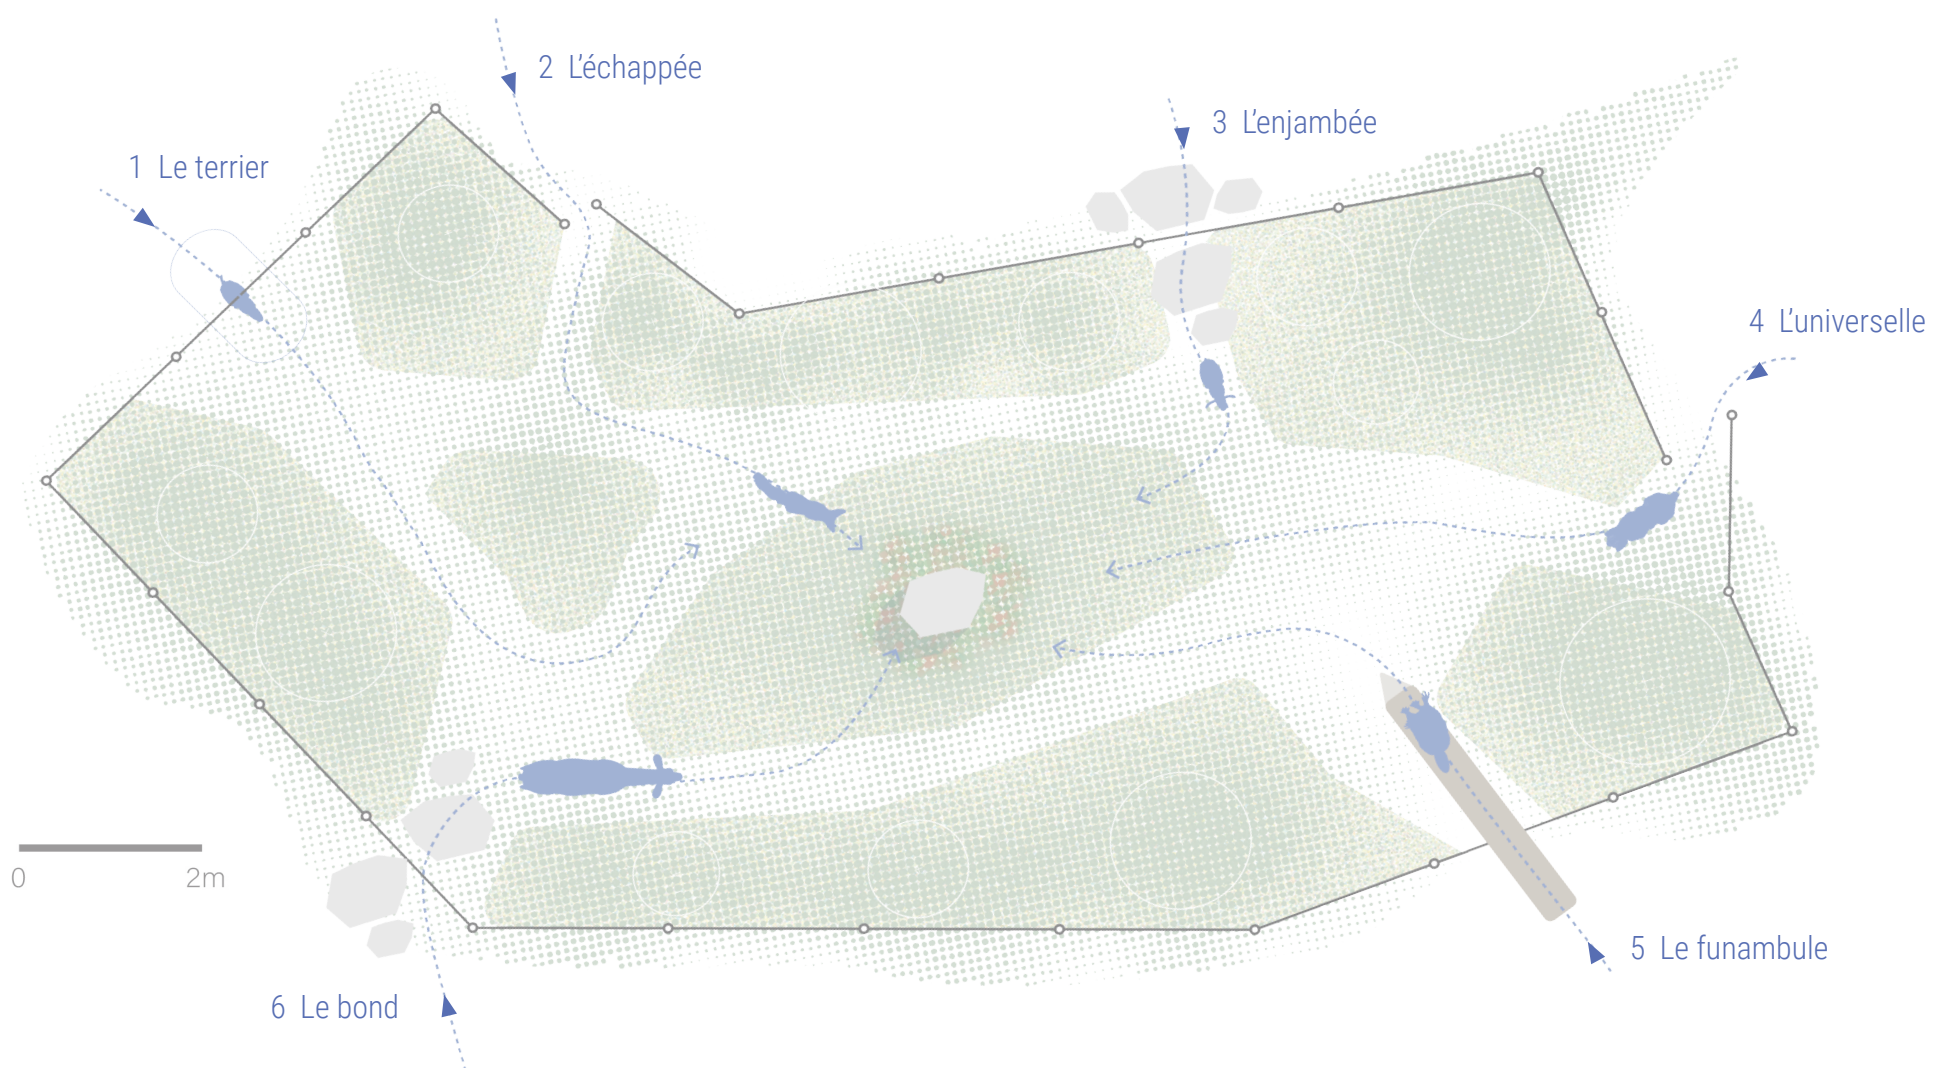 2 L'échappée
3 L'enjambée
1 Le terrier
4 L'universelle
0 2m
5 Le funambule
6 Le bond